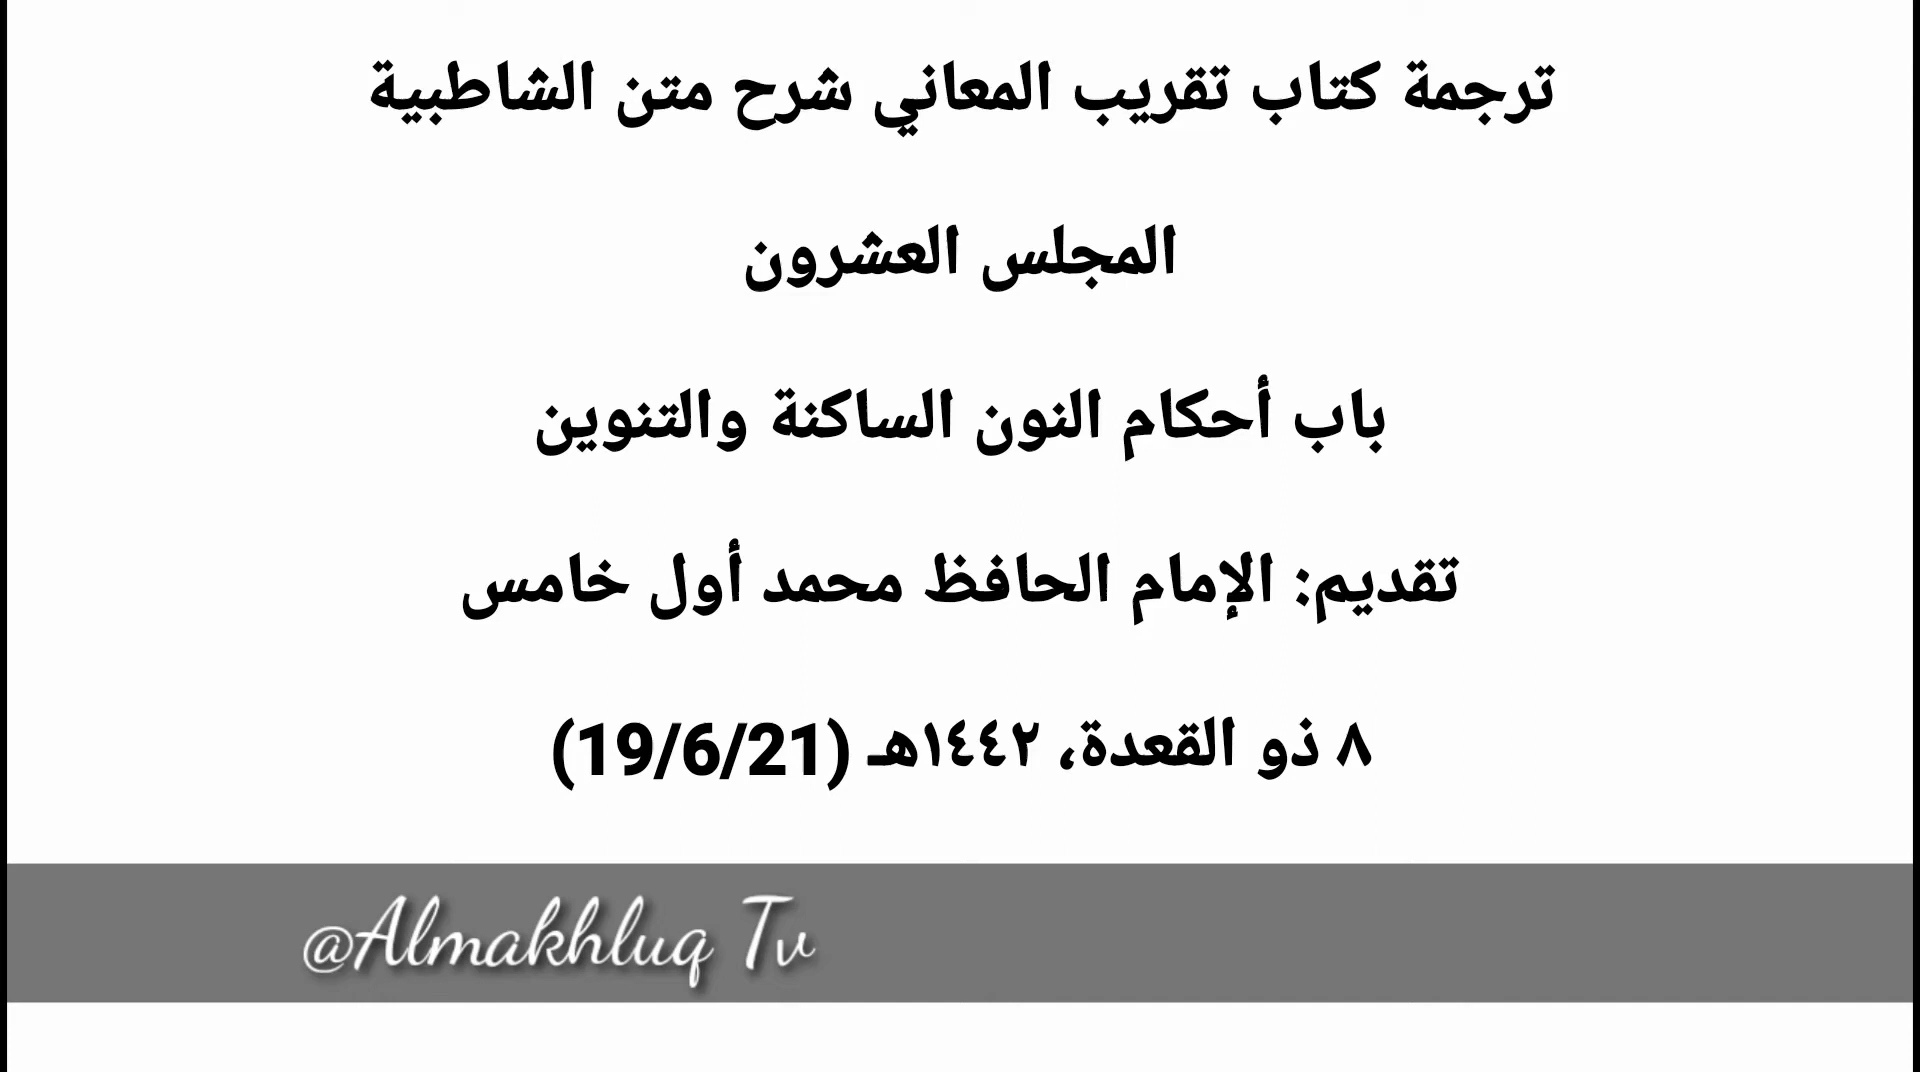 ترجمة كتاب تقريب المعاني شرح متن الشاطبية
المجلس العشرون
باب أحكام النون الساكنة والتنوين
تقديم: الإمام الحافظ محمد أول خامس
٨ ذو القعدة، ١٤٤٢هـ (19/6/21)
@Almakhluq Tv